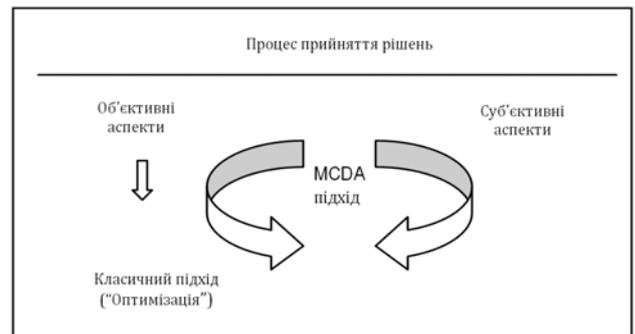 Процес прийняття рішень
Об'єктивні
аспекти
Суб'єктивні
аспекти
MCDA
підхід
Класичний підхід
("Оптимізація")